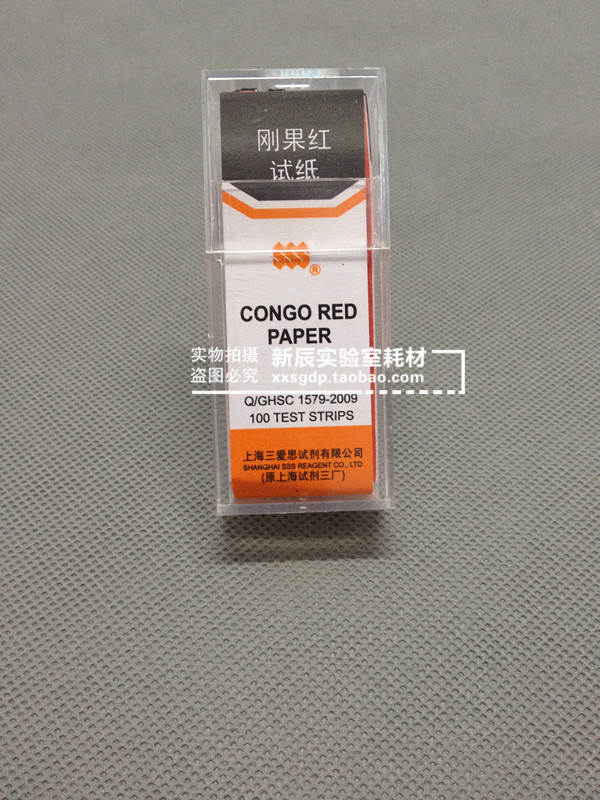 刚果红
试纸
SSS®
CONGO RED
PAPER
实物拍摄
盗图必究
新辰实验室耗材
xxsgdp.taobao.com
Q/GHSC 1579-2009
100 TEST STRIPS
上海三爱思试剂有限公司
SHANGHAI SSS REAGENT CO., LTD
(原上海试剂三厂)